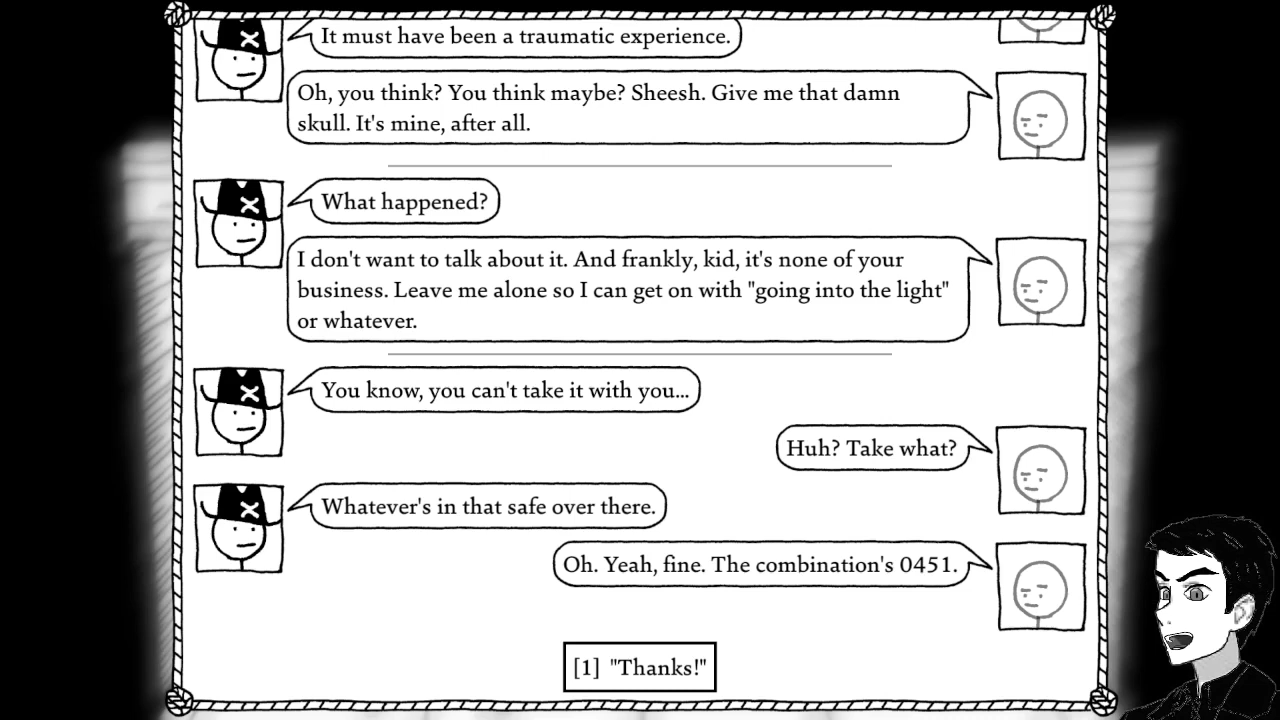 It must have been a traumatic experience.
Oh, you think? You think maybe? Sheesh. Give me that damn
skull. It's mine, after all.
What happened?
I don't want to talk about it. And frankly, kid, it's none of your
business. Leave me alone so I can get on with "going into the light"
or whatever.
You know, you can't take it with you...
Huh? Take what?
Whatever's in that safe over there.
Oh. Yeah, fine. The combination's 0451.
[1] "Thanks!"